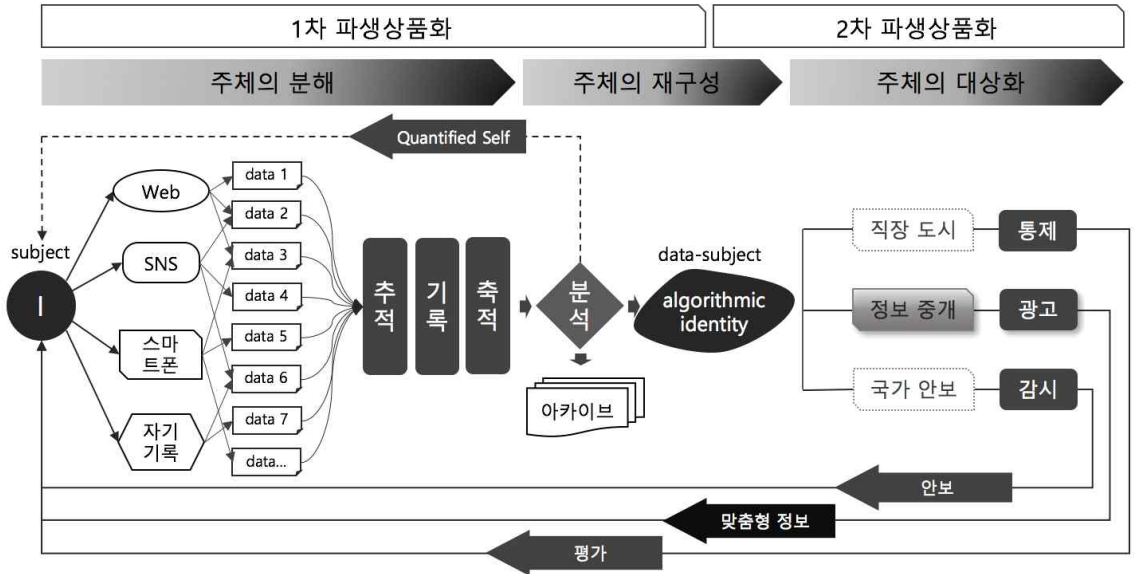 1차 파생상품화
2차 파생상품화
주체의 분해
주체의 재구성
주체의 대상화
Quantified Self
subject
I
Web
SNS
스마
트폰
자기
기록
data 1
data 2
data 3
data 4
data 5
data 6
data 7
data...
추적
기록
축적
분석
아카이브
data-subject
algorithmic
identity
직장 도시
통제
정보 중개
광고
국가 안보
감시
안보
맞춤형 정보
평가